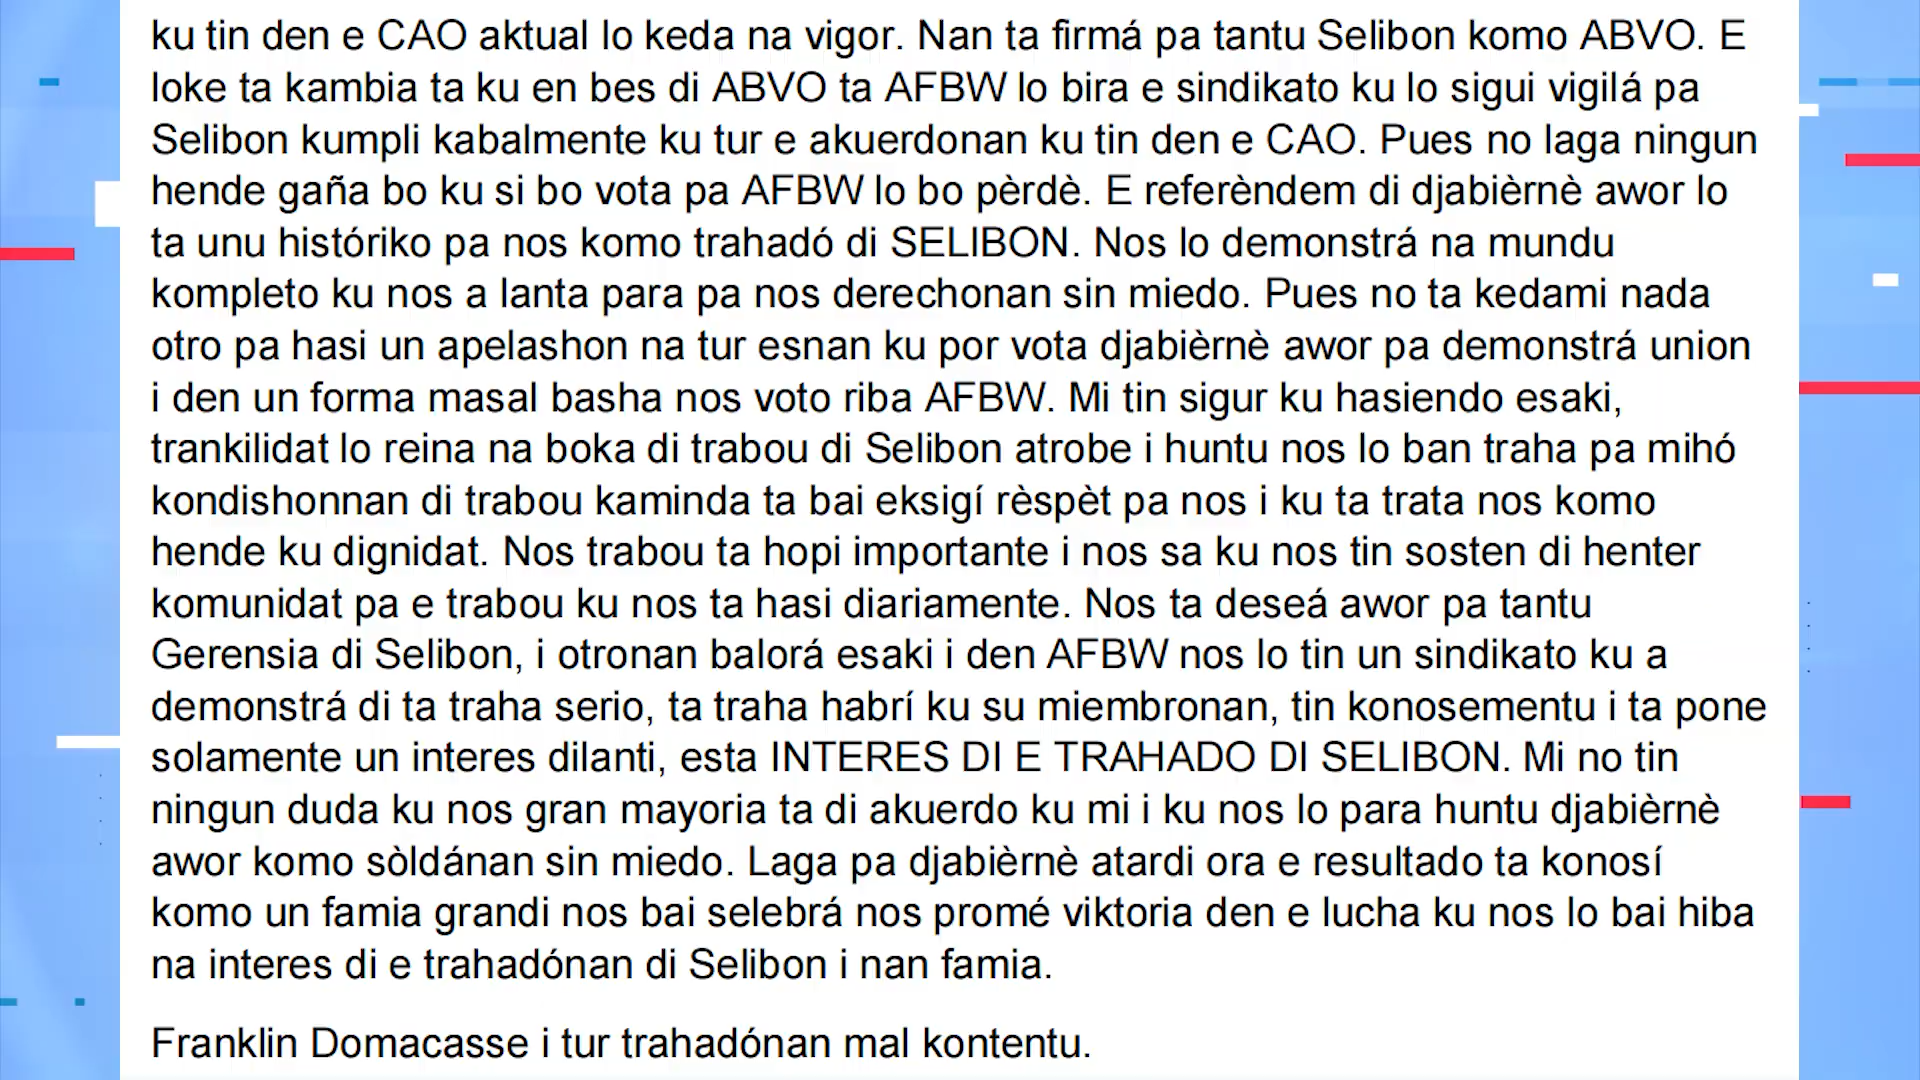 ku tin den e CAO aktual lo keda na vigor. Nan ta firmá pa tantu Selibon komo ABVO. E
loke ta kambia ta ku en bes di ABVO ta AFBW lo bira e sindikato ku lo sigui vigilá pa
Selibon kumpli kabalmente ku tur e akuerdonan ku tin den e CAO. Pues no laga ningun
hende gaña bo ku si bo vota pa AFBW lo bo pèrdè. E referèndem di djabièrnè awor lo
ta unu históriko pa nos komo trahadó di SELIBON. Nos lo demonstrá na mundu
kompleto ku nos a lanta para pa nos derechonan sin miedo. Pues no ta kedami nada
otro pa hasi un apelashon na tur esnan ku por vota djabièrnè awor pa demonstrá union
i den un forma masal basha nos voto riba AFBW. Mi tin sigur ku hasiendo esaki,
trankilidat lo reina na boka di trabou di Selibon atrobe i huntu nos lo ban traha pa mihó
kondishonnan di trabou kaminda ta bai eksigí rèspèt pa nos i ku ta trata nos komo
hende ku dignidat. Nos trabou ta hopi importante i nos sa ku nos tin sosten di henter
komunidat pa e trabou ku nos ta hasi diariamente. Nos ta deseá awor pa tantu
Gerensia di Selibon, i otronan balorá esaki i den AFBW nos lo tin un sindikato ku a
demonstrá di ta traha serio, ta traha habrí ku su miembronan, tin konosementu i ta pone
solamente un interes dilanti, esta INTERES DI E TRAHADO DI SELIBON. Mi no tin
ningun duda ku nos gran mayoria ta di akuerdo ku mi i ku nos lo para huntu djabièrnè
awor komo sòldánan sin miedo. Laga pa djabièrnè atardi ora e resultado ta konosí
komo un famia grandi nos bai selebrá nos promé viktoria den e lucha ku nos lo bai hiba
na interes di e trahadónan di Selibon i nan famia.
Franklin Domacasse i tur trahadónan mal kontentu.